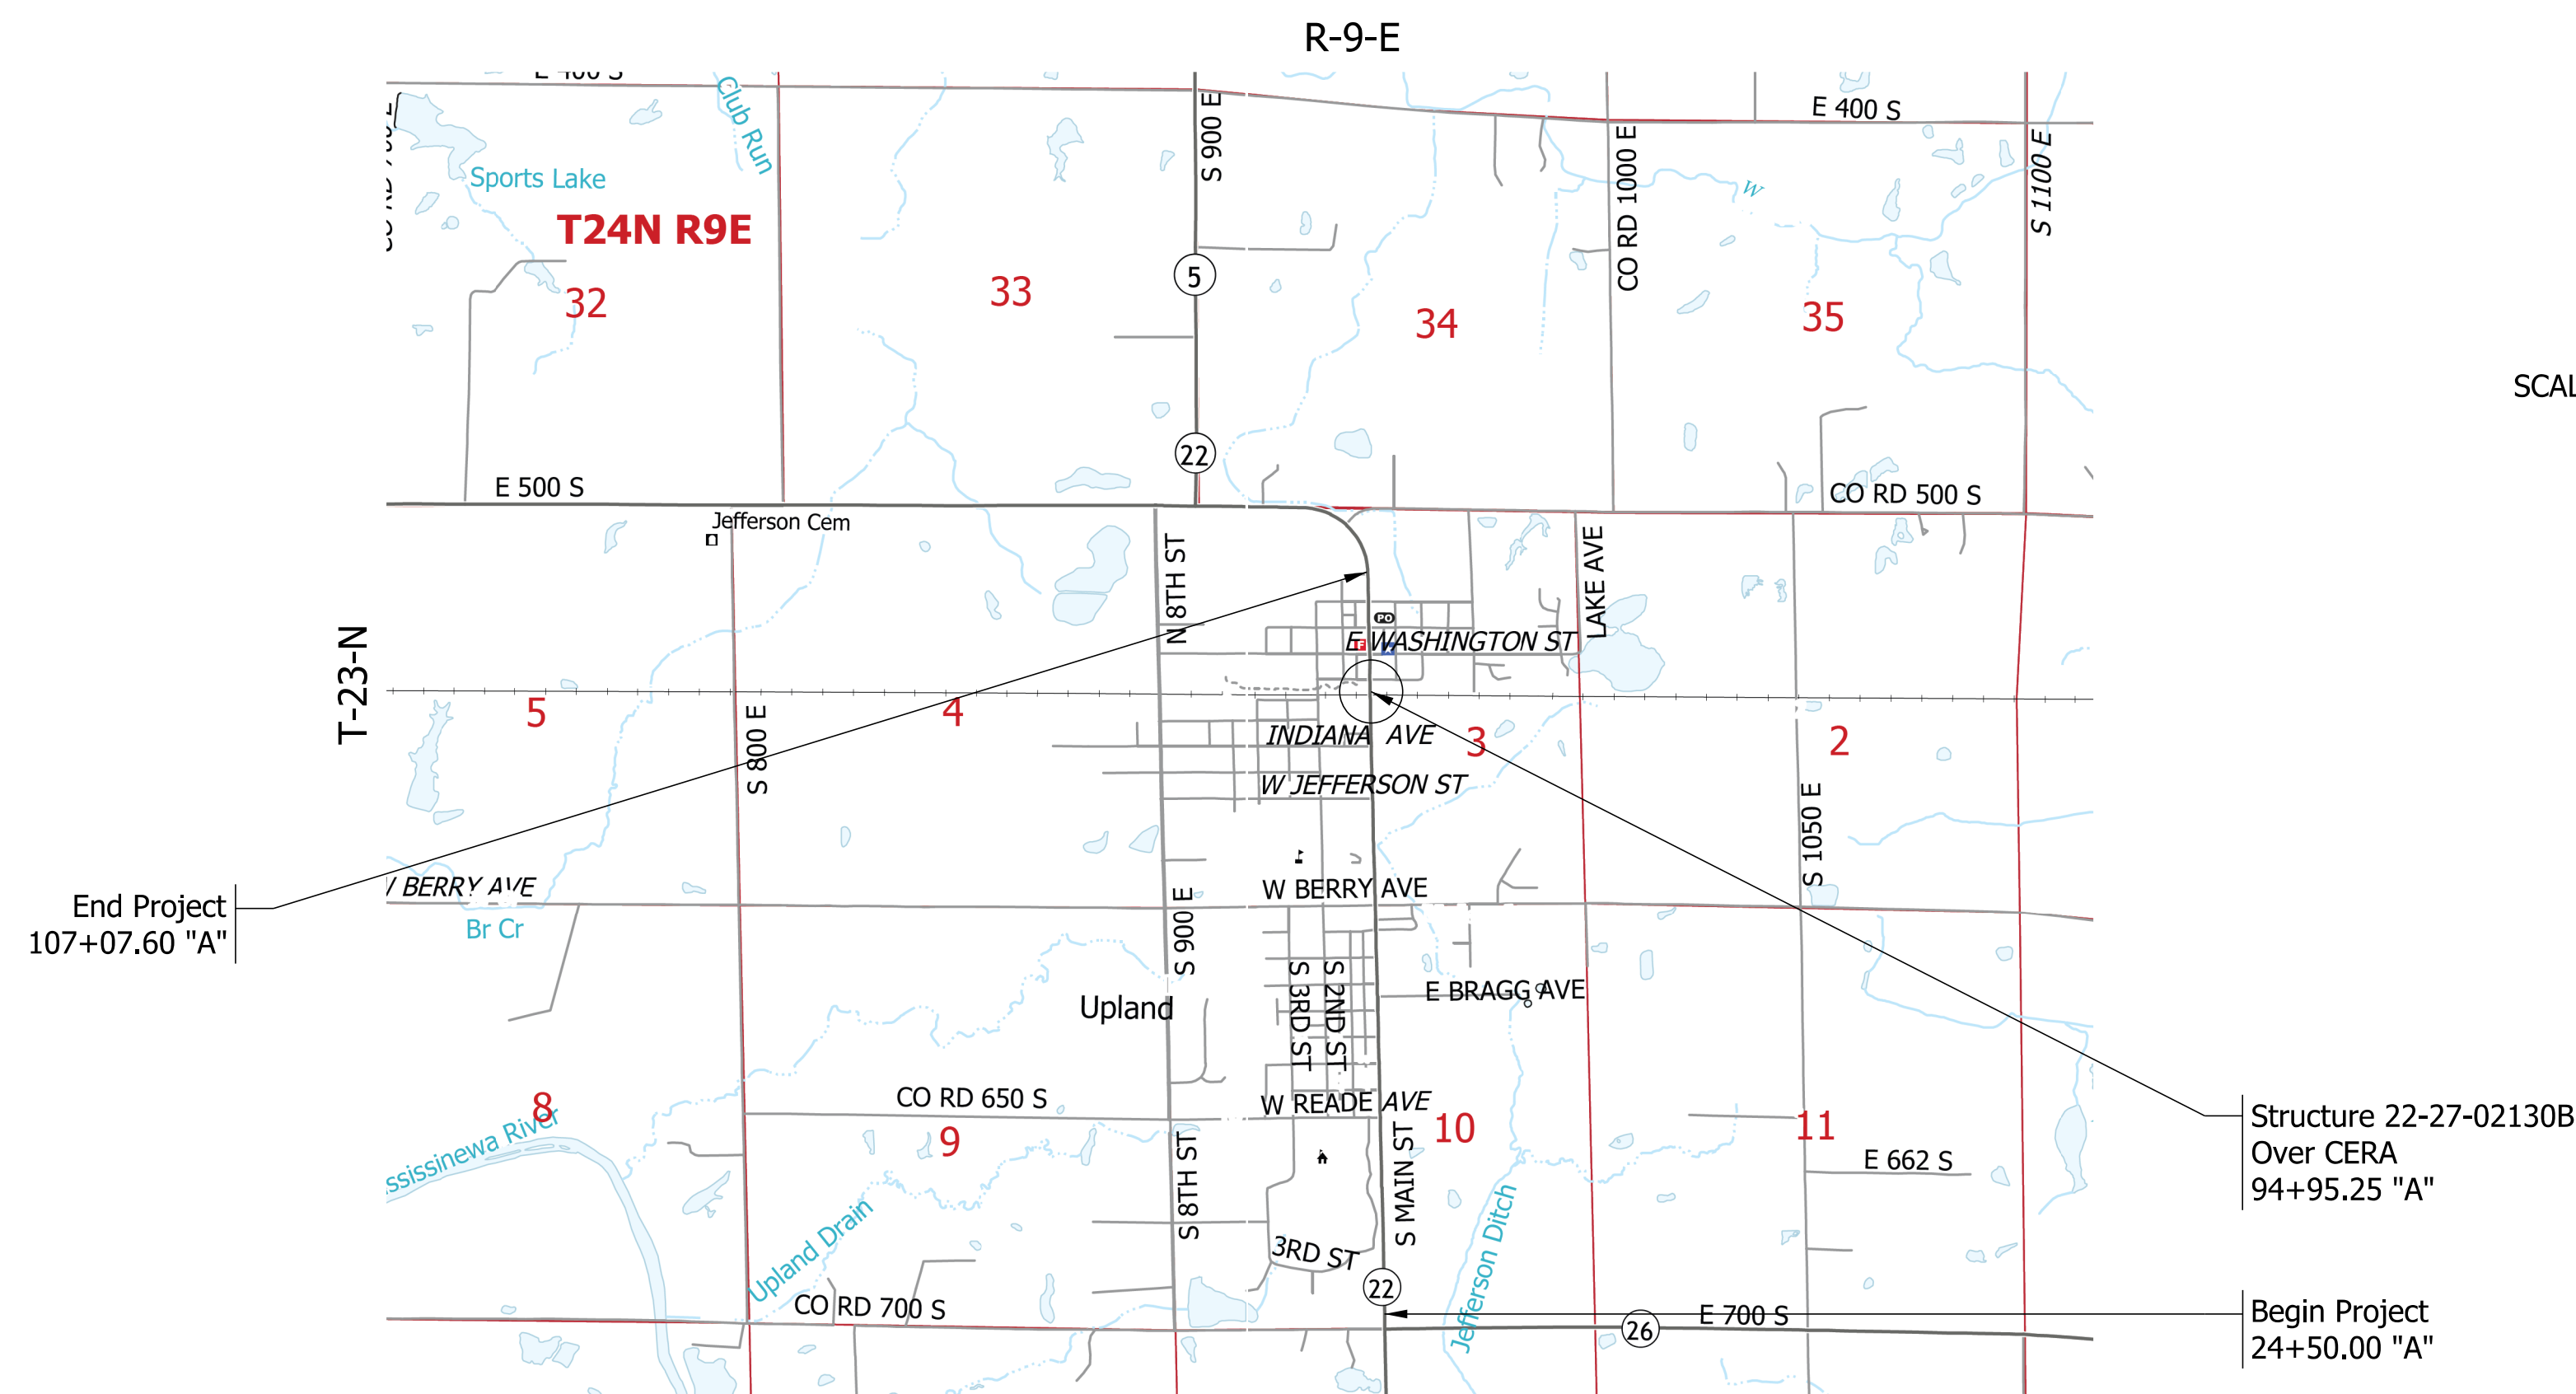 R-9-E
E 400 S
Club Run
S 900 E
E 400 S
CO RD 1000 E
S 1100 E
Sports Lake
W
T24N R9E
5
32
33
34
35
SCAL
22
E 500 S
CO RD 500 S
Jefferson Cem
N 8TH ST
LAKE AVE
PO
E WASHINGTON ST
F
T-23-N
5
4
S 800 E
INDIANA AVE
3
2
W JEFFERSON ST
S 1050 E
BERRY AVE
W BERRY AVE
End Project
107+07.60 "A"
Br Cr
S 900 E
S 3RD ST
S 2ND ST
E BRAGG AVE
Upland
CO RD 650 S
W READE AVE
8
9
10
11
ssissinewa River
E 662 S
Structure 22-27-02130B
Over CERA
94+95.25 "A"
S 8TH ST
S MAIN ST
Jefferson Ditch
Upland Drain
3RD ST
22
CO RD 700 S
26
E 700 S
Begin Project
24+50.00 "A"